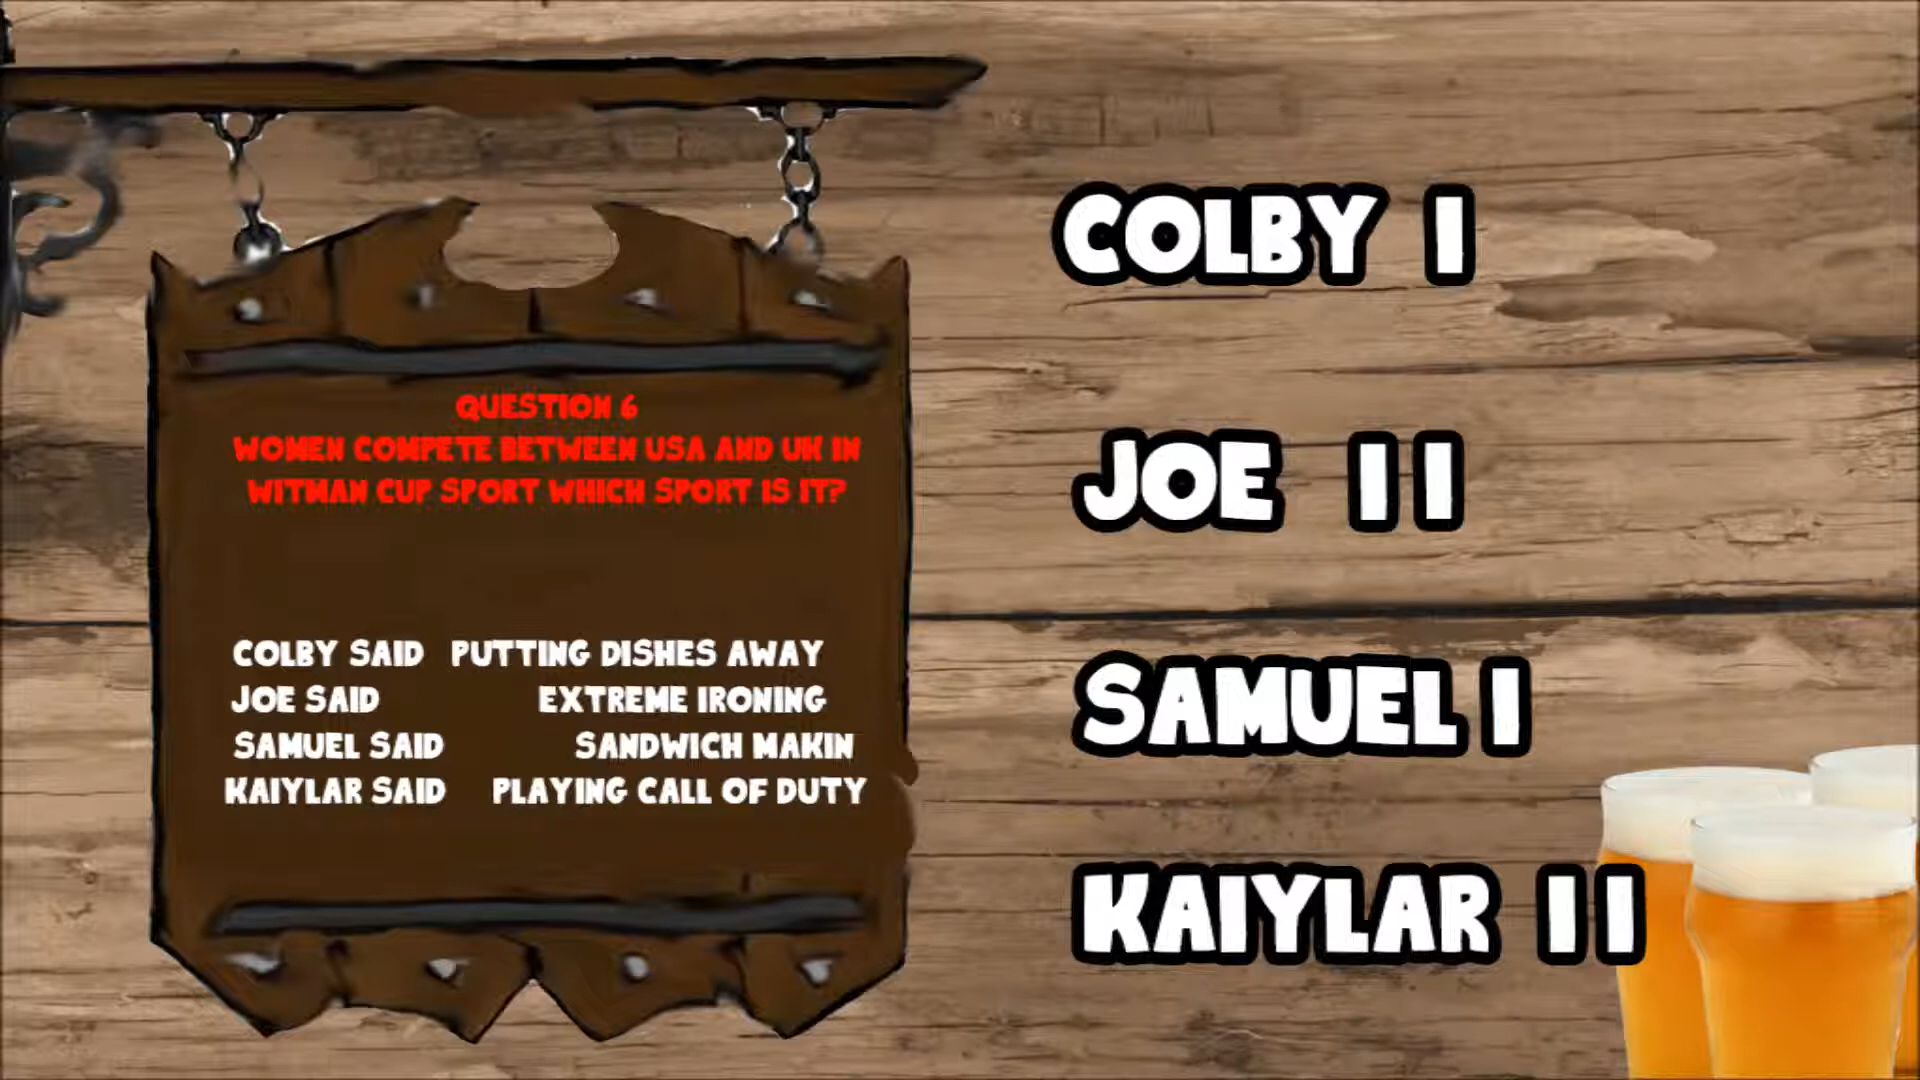 QUESTION 6
WOMEN COMPETE BETWEEN USA AND UK IN
WITMAN CUP SPORT WHICH SPORT IS IT?
COLBY SAID PUTTING DISHES AWAY
JOE SAID EXTREME IRONING
SAMUEL SAID SANDWICH MAKIN
KAIYLAR SAID PLAYING CALL OF DUTY
COLBY I
JOE II
SAMUEL I
KAIYLAR II